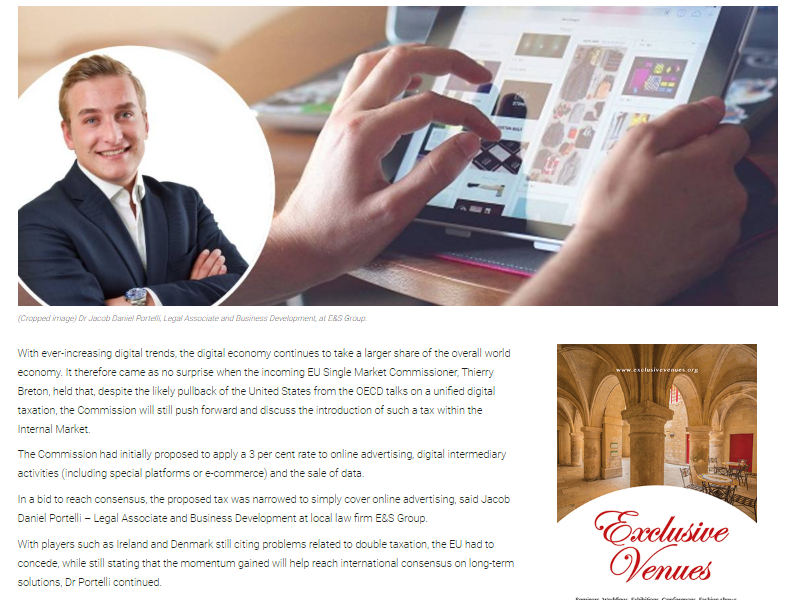 (Cropped image) Dr Jacob Daniel Portelli, Legal Associate and Business Development, at E&S Group.
With ever-increasing digital trends, the digital economy continues to take a larger share of the overall world
economy. It therefore came as no surprise when the incoming EU Single Market Commissioner, Thierry
Breton, held that, despite the likely pullback of the United States from the OECD talks on a unified digital
taxation, the Commission will still push forward and discuss the introduction of such a tax within the
Internal Market.
The Commission had initially proposed to apply a 3 per cent rate to online advertising, digital intermediary
activities (including special platforms or e-commerce) and the sale of data.
In a bid to reach consensus, the proposed tax was narrowed to simply cover online advertising, said Jacob
Daniel Portelli – Legal Associate and Business Development at local law firm E&S Group.
With players such as Ireland and Denmark still citing problems related to double taxation, the EU had to
concede, while still stating that the momentum gained will help reach international consensus on long-term
solutions, Dr Portelli continued.
www.exclusivevenues.org
Exclusive
Venues